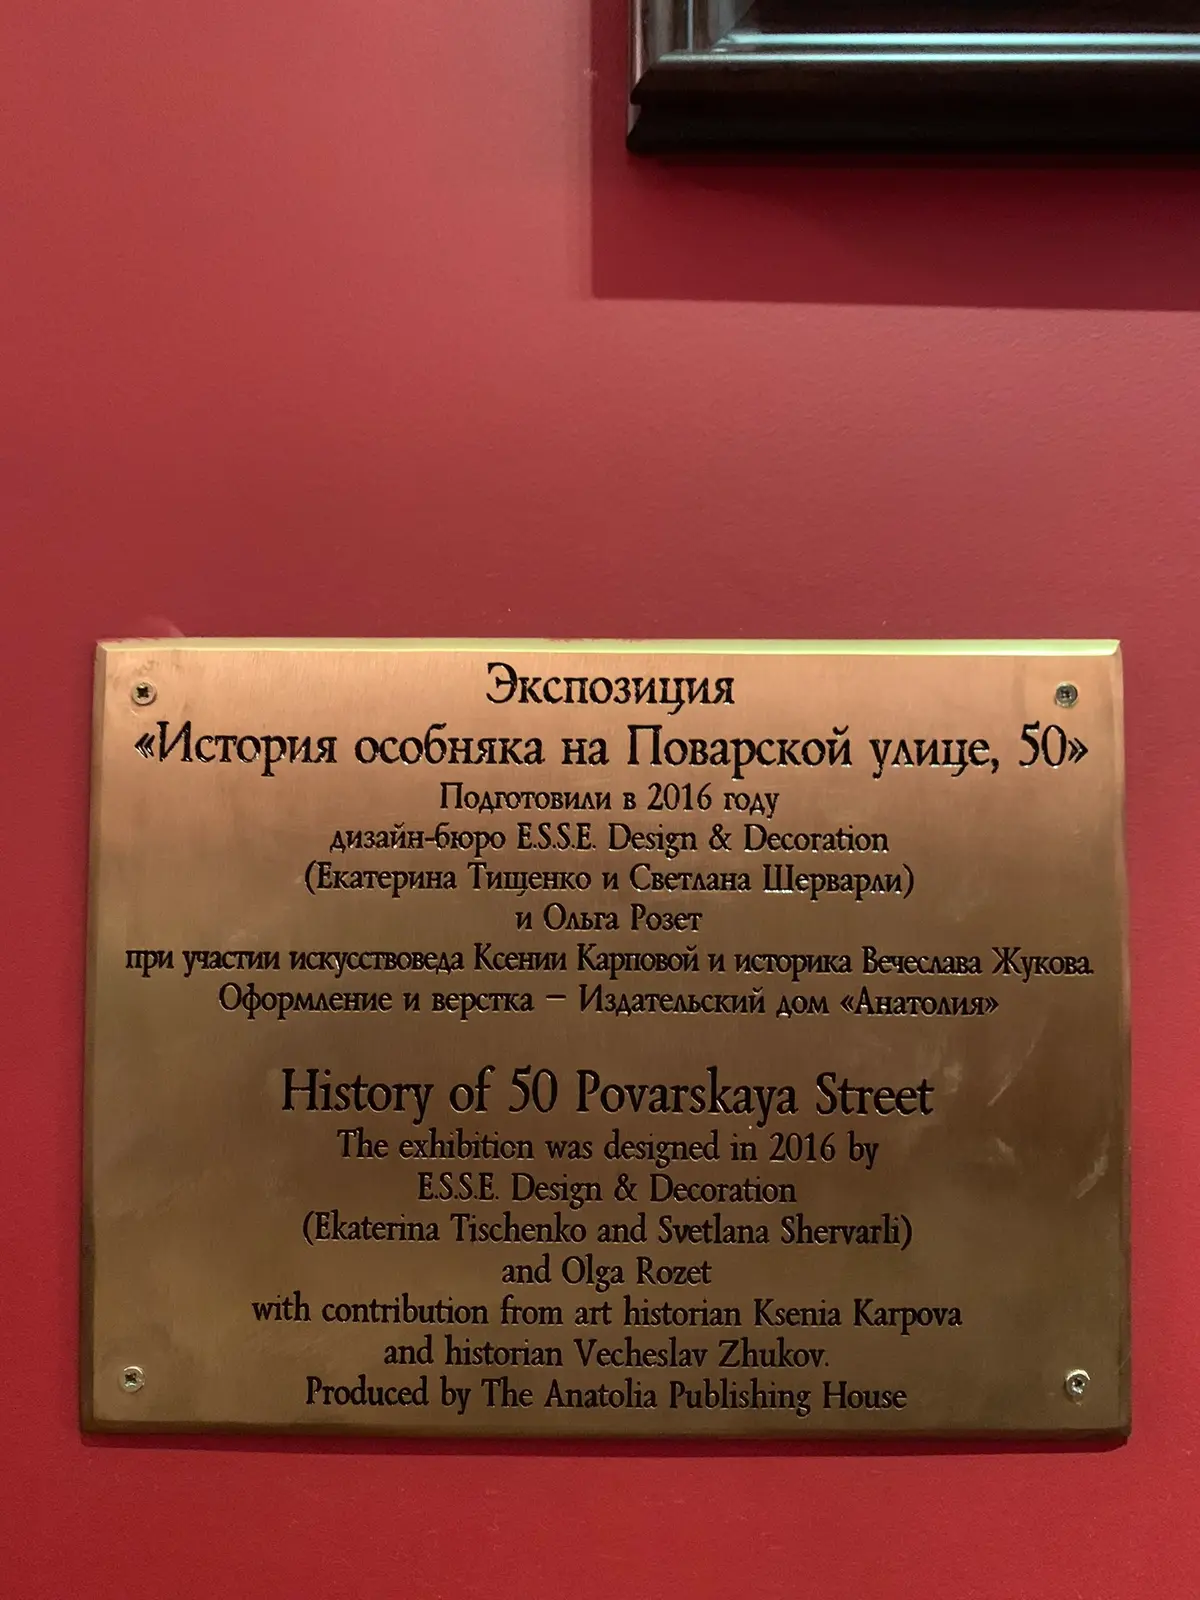 Экспозиция
«История особняка на Поварской улице, 50»
Подготовили в 2016 году
дизайн-бюро E.S.S.E. Design & Decoration
(Екатерина Тищенко и Светлана Шерварли)
и Ольга Розет
при участии искусствоведа Ксении Карповой и историка Вечеслава Жукова.
Оформление и верстка – Издательский дом «Анатолия»
History of 50 Povarskaya Street
The exhibition was designed in 2016 by
E.S.S.E. Design & Decoration
(Ekaterina Tischenko and Svetlana Shervarli)
and Olga Rozet
with contribution from art historian Ksenia Karpova
and historian Vecheslav Zhukov.
Produced by The Anatolia Publishing House